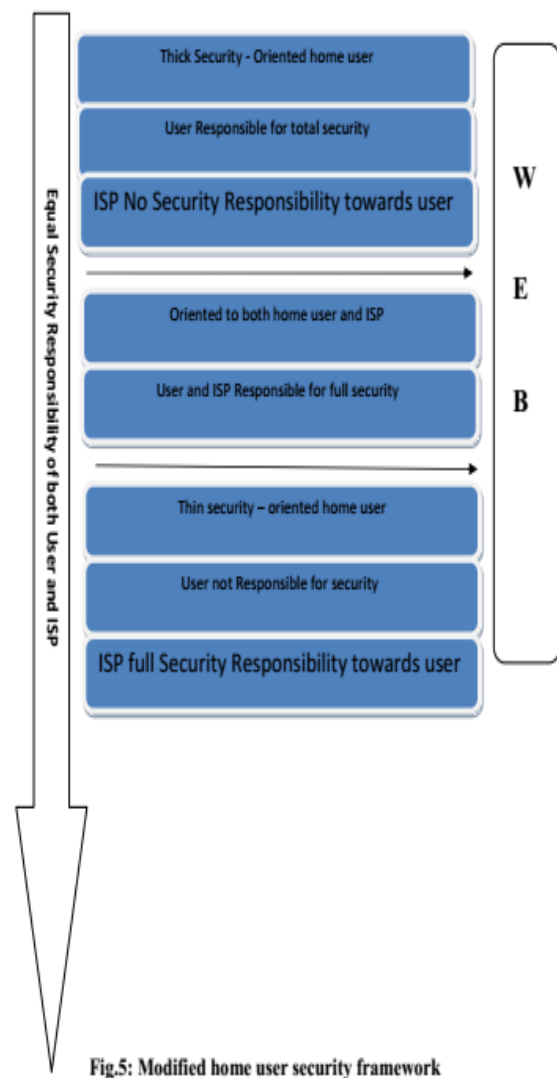 Thick Security - Oriented home user
User Responsible for total security
ISP No Security Responsibility towards user
Oriented to both home user and ISP
User and ISP Responsible for full security
Thin security – oriented home user
User not Responsible for security
ISP full Security Responsibility towards user
Equal Security Responsibility of both User and ISP
W
E
B
Fig.5: Modified home user security framework